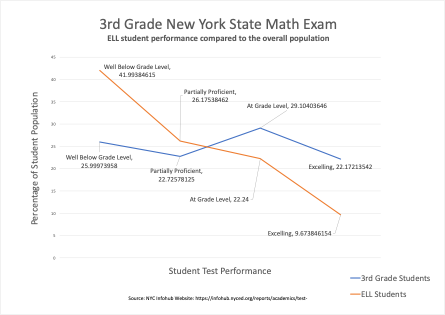 3rd Grade New York State Math Exam
ELL student performance compared to the overall population
Percentage of Student Population
45
40
35
30
25
20
15
10
5
0
Well Below Grade Level,
41.99384615
Partially Proficient,
26.17538462
At Grade Level, 29.10403646
Well Below Grade Level,
25.99973958
Partially Proficient,
22.72578125
Excelling, 22.17213542
At Grade Level, 22.24
Excelling, 9.673846154
Student Test Performance
3rd Grade Students
ELL Students
Source: NYC Infohub Website: https://infohub.nyced.org/reports/academics/test-